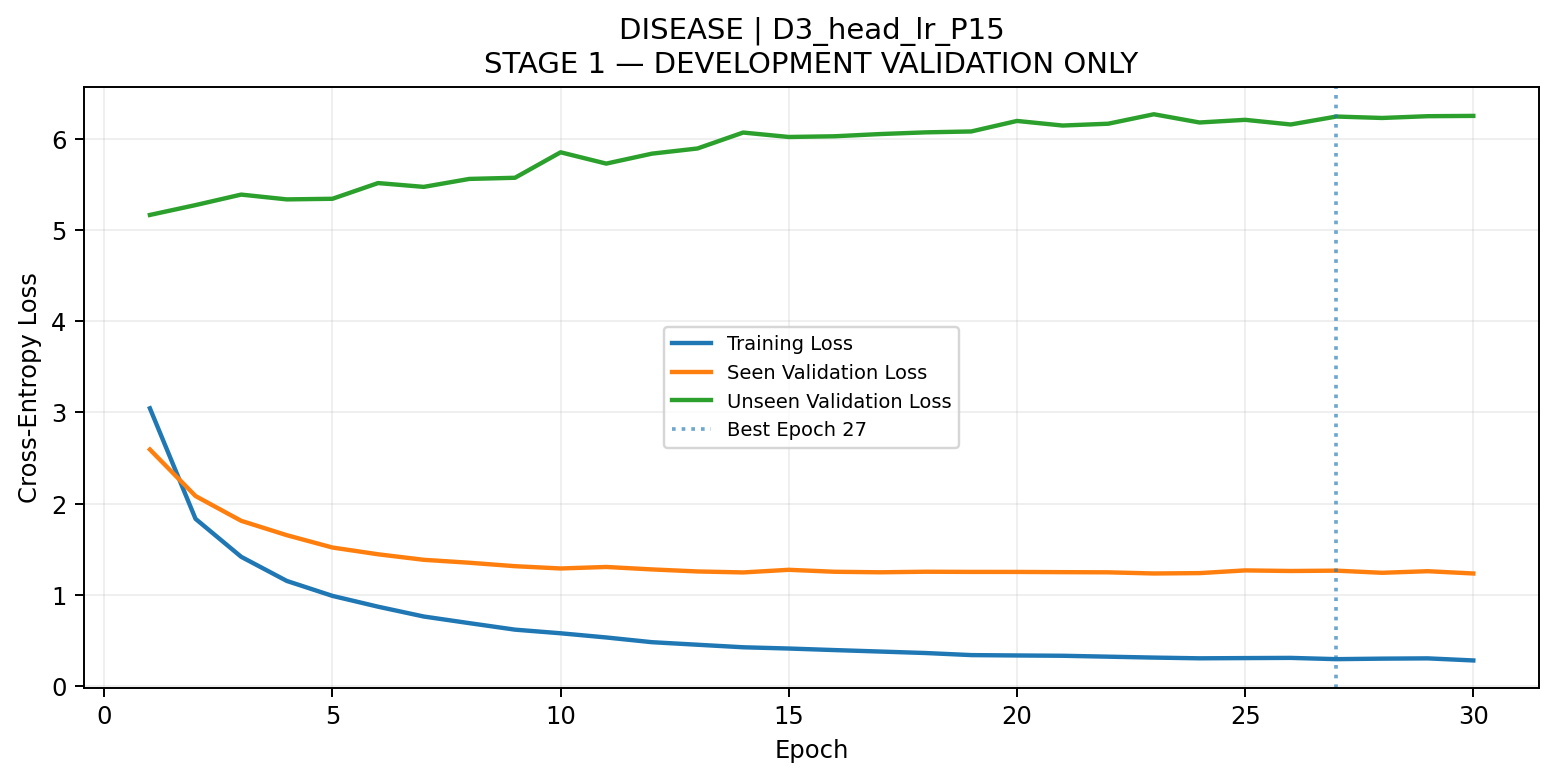 DISEASE | D3_head_lr_P15
STAGE 1 — DEVELOPMENT VALIDATION ONLY
Cross-Entropy Loss
6
5
4
3
2
1
0
Training Loss
Seen Validation Loss
Unseen Validation Loss
Best Epoch 27
0 5 10 15 20 25 30
Epoch